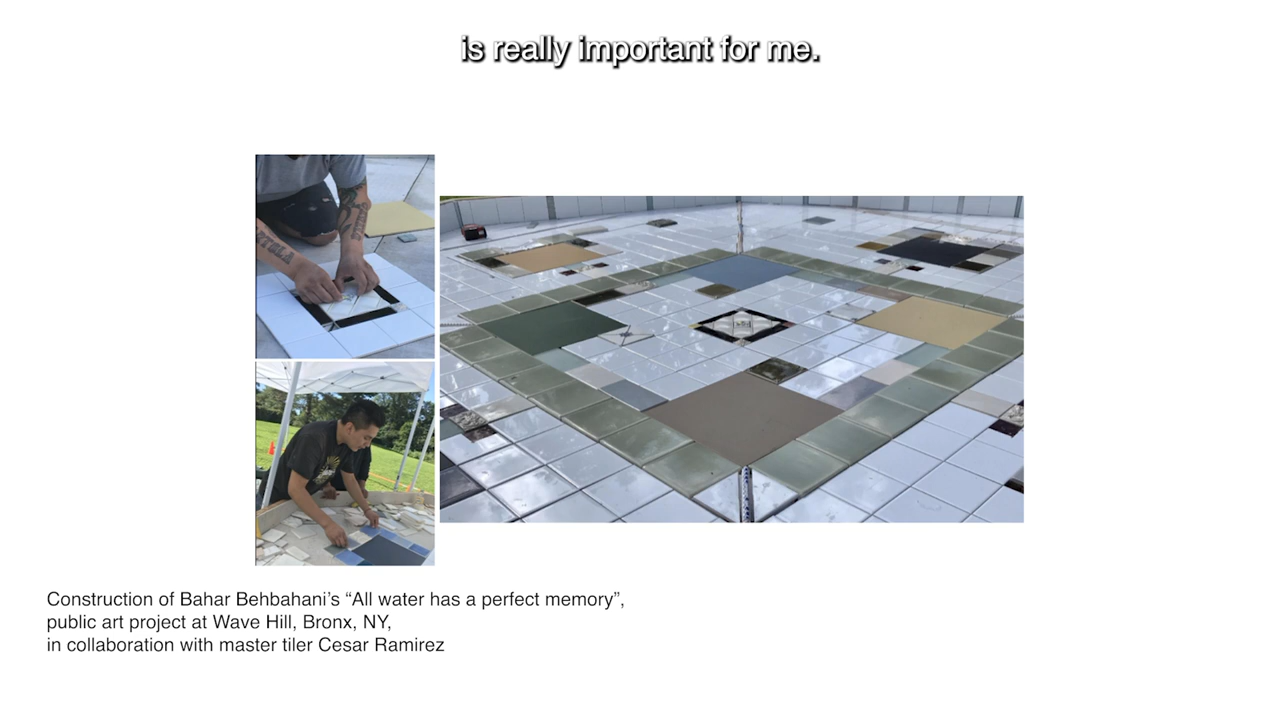 is really important for me.
Construction of Bahar Behbahani’s “All water has a perfect memory”,
public art project at Wave Hill, Bronx, NY,
in collaboration with master tiler Cesar Ramirez